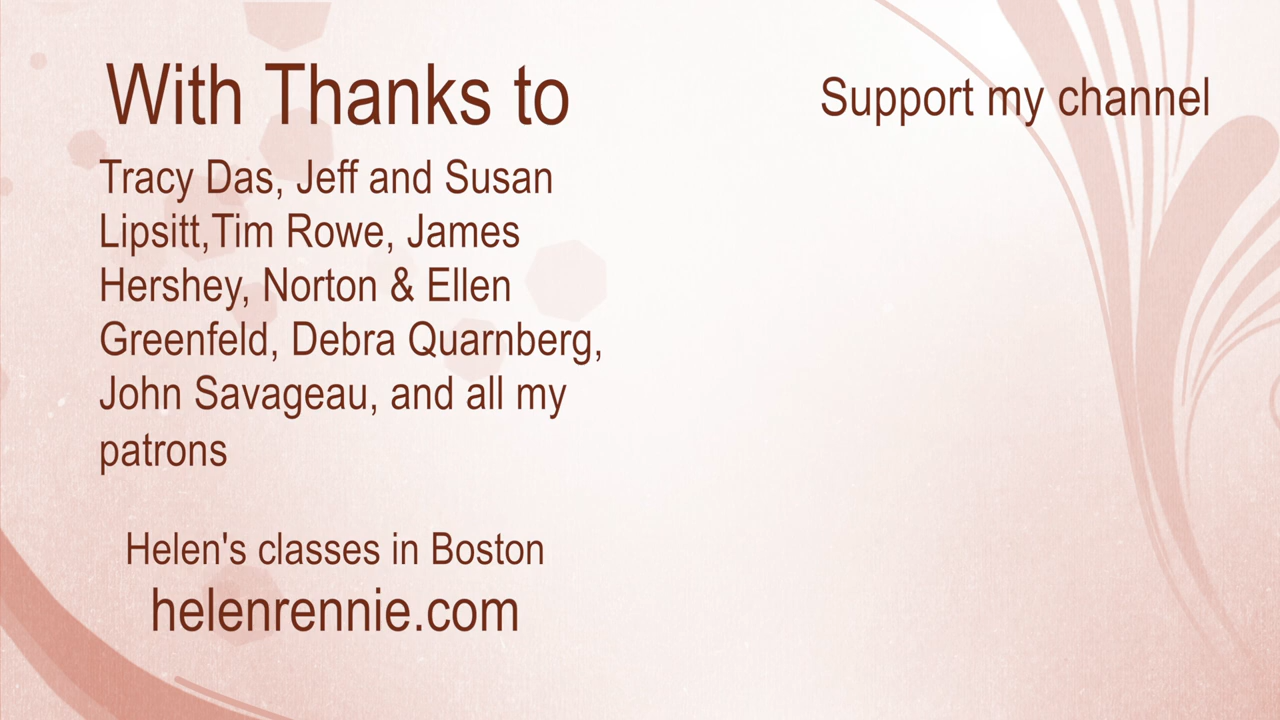 With Thanks to
Tracy Das, Jeff and Susan
Lipsitt,Tim Rowe, James
Hershey, Norton & Ellen
Greenfeld, Debra Quarnberg,
John Savageau, and all my
patrons
Helen's classes in Boston
helenrennie.com
Support my channel